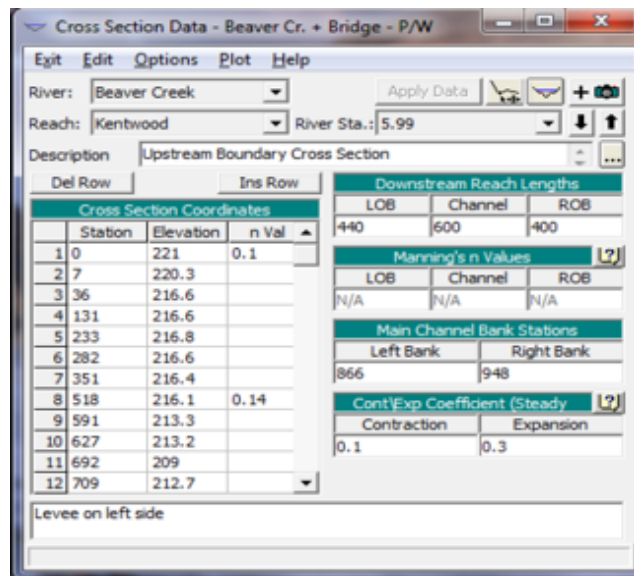 Cross Section Data - Beaver Cr. + Bridge - P/W
Exit Edit Options Plot Help
River: Beaver Creek Apply Data
Reach: Kentwood River Sta.: 5.99
Description Upstream Boundary Cross Section ...
Del Row Ins Row
Cross Section Coordinates
Station Elevation n Val
1 0 221 0.1
2 7 220.3
3 36 216.6
4 131 216.6
5 233 216.8
6 282 216.6
7 351 216.4
8 518 216.1 0.14
9 591 213.3
10 627 213.2
11 692 209
12 709 212.7
Downstream Reach Lengths
LOB Channel ROB
440 600 400
Manning's n Values
LOB Channel ROB
N/A N/A N/A
Main Channel Bank Stations
Left Bank Right Bank
866 948
Cont\Exp Coefficient (Steady
Contraction Expansion
0.1 0.3
Levee on left side